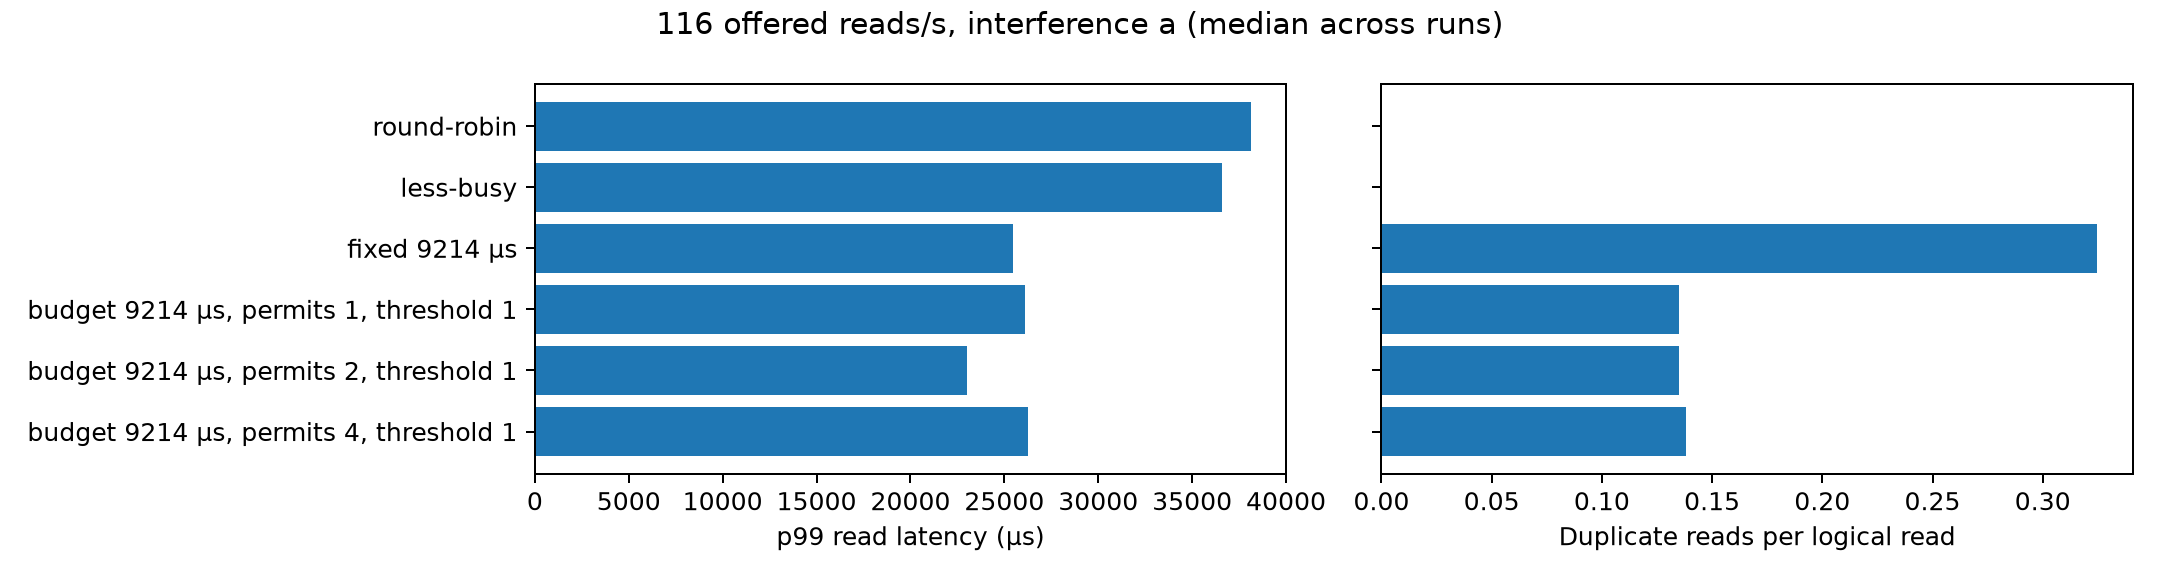 116 offered reads/s, interference a (median across runs)
round-robin
less-busy
fixed 9214 µs
budget 9214 µs, permits 1, threshold 1
budget 9214 µs, permits 2, threshold 1
budget 9214 µs, permits 4, threshold 1
0 5000 10000 15000 20000 25000 30000 35000 40000
p99 read latency (µs)
0.00 0.05 0.10 0.15 0.20 0.25 0.30
Duplicate reads per logical read